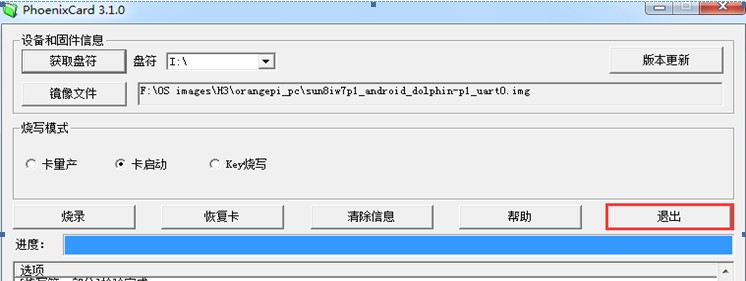 PhoenixCard 3.1.0
设备和固件信息
获取盘符 盘符 I:\ 版本更新
镜像文件 F:\OS images\H3\orangepi_pc\sun8iw7p1_android_dolphin-p1_uart0.img
烧写模式
卡量产 卡启动 Key烧写
烧录 恢复卡 清除信息 帮助 退出
进度：
选项